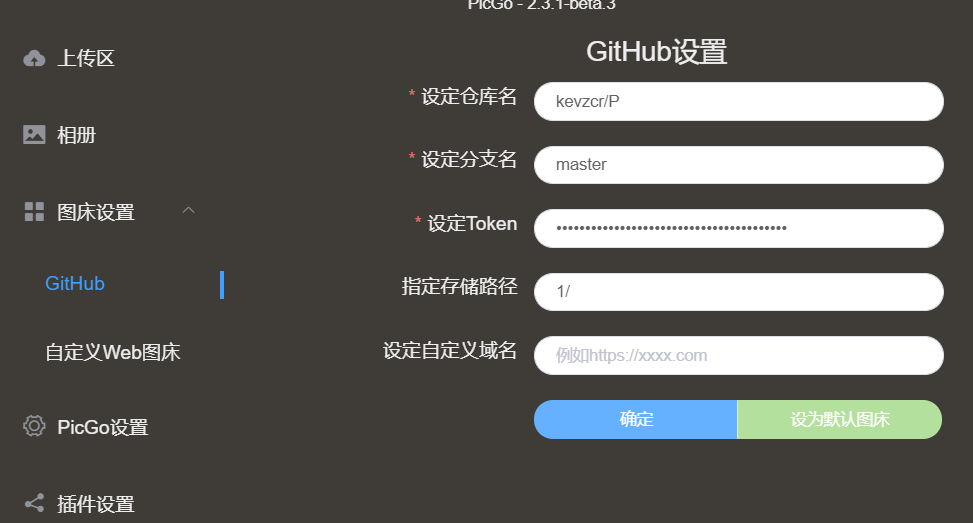 PicGo - 2.3.1-beta.3
上传区
相册
图床设置
GitHub
自定义Web图床
PicGo设置
插件设置
GitHub设置
* 设定仓库名
kevzcr/P
* 设定分支名
master
* 设定Token
••••••••••••••••••••••••••••••••••••••••
指定存储路径
1/
设定自定义域名
例如https://xxxx.com
确定
设为默认图床